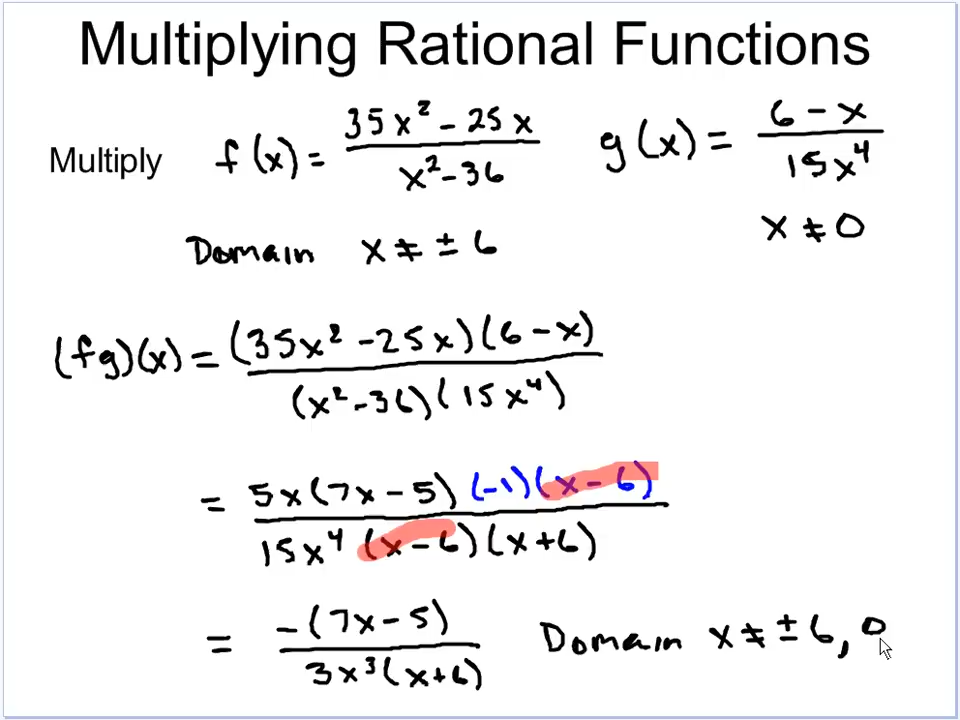 Multiplying Rational Functions
Multiply f(x) = (35x² - 25x)/(x² - 36) g(x) = (6 - x)/(15x⁴)
Domain x ≠ ± 6 x ≠ 0
(fg)(x) = (35x² - 25x)(6 - x)/(x² - 36)(15x⁴)
= 5x(7x - 5)(-1)(x - 6)/15x⁴(x - 6)(x + 6)
= -(7x - 5)/3x³(x + 6) Domain x ≠ ± 6, 0